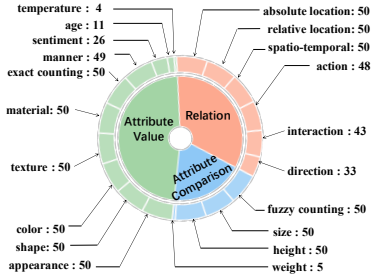 temperature : 4
age : 11
sentiment : 26
manner : 49
exact counting : 50
material: 50
texture : 50
color : 50
shape: 50
appearance : 50
absolute location: 50
relative location: 50
spatio-temporal: 50
action : 48
interaction : 43
direction : 33
fuzzy counting : 50
size : 50
height : 50
weight : 5
Attribute
Value
Relation
Attribute
Comparison